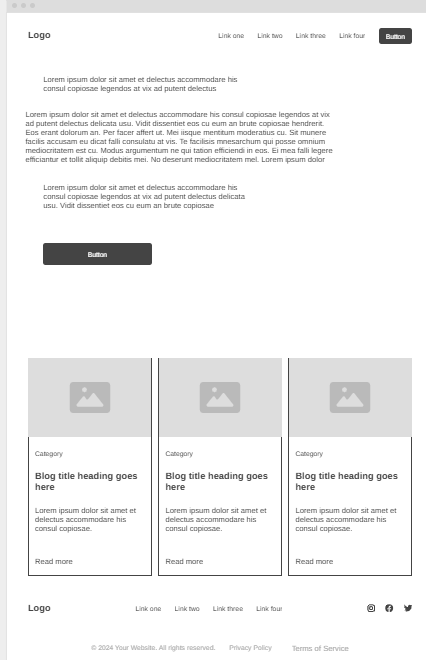 Logo
Link one Link two Link three Link four Button
Lorem ipsum dolor sit amet et delectus accommodare his
consul copiosae legendos at vix ad putent delectus
Lorem ipsum dolor sit amet et delectus accommodare his consul copiosae legendos at vix
ad putent delectus delicata usu. Vidit dissentiet eos cu eum an brute copiosae hendrerit.
Eos erant dolorum an. Per facer affert ut. Mei iisque mentitum moderatius cu. Sit munere
facilis accusam eu dicat falli consulatu at vis. Te facilisis mnesarchum qui posse omnium
mediocritatem est cu. Modus argumentum ne qui tation efficiendi in eos. Ei mea falli legere
efficiantur et tollit aliquip debitis mei. No deserunt mediocritatem mel. Lorem ipsum dolor
Lorem ipsum dolor sit amet et delectus accommodare his
consul copiosae legendos at vix ad putent delectus delicata
usu. Vidit dissentiet eos cu eum an brute copiosae
Button
Category
Blog title heading goes
here
Lorem ipsum dolor sit amet et
delectus accommodare his
consul copiosae.
Read more
Category
Blog title heading goes
here
Lorem ipsum dolor sit amet et
delectus accommodare his
consul copiosae.
Read more
Category
Blog title heading goes
here
Lorem ipsum dolor sit amet et
delectus accommodare his
consul copiosae.
Read more
Logo
Link one Link two Link three Link four
© 2024 Your Website. All rights reserved. Privacy Policy Terms of Service